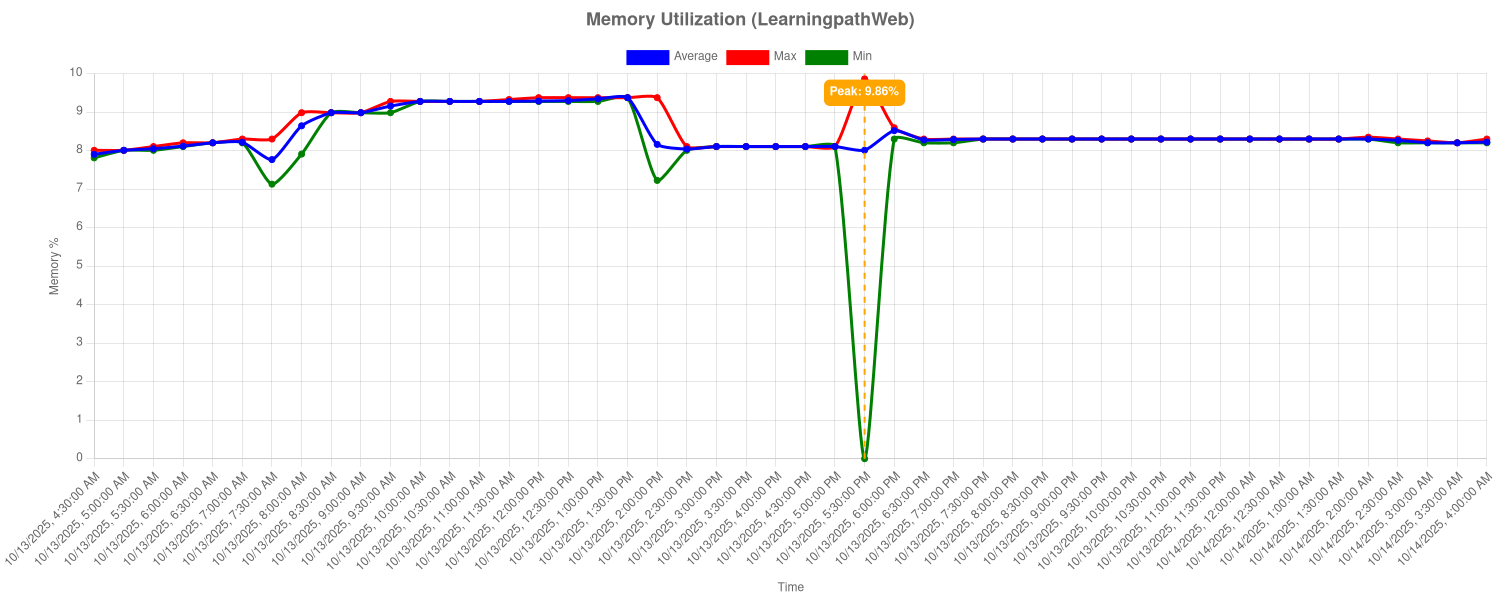 Memory Utilization (LearningpathWeb)
Average Max Min
Peak: 9.86%
10
9
8
7
6
5
4
3
2
1
0
Memory %
10/13/2025, 4:30:00 AM
10/13/2025, 5:00:00 AM
10/13/2025, 5:30:00 AM
10/13/2025, 6:00:00 AM
10/13/2025, 6:30:00 AM
10/13/2025, 7:00:00 AM
10/13/2025, 7:30:00 AM
10/13/2025, 8:00:00 AM
10/13/2025, 8:30:00 AM
10/13/2025, 9:00:00 AM
10/13/2025, 9:30:00 AM
10/13/2025, 10:00:00 AM
10/13/2025, 10:30:00 AM
10/13/2025, 11:00:00 AM
10/13/2025, 11:30:00 AM
10/13/2025, 12:00:00 PM
10/13/2025, 12:30:00 PM
10/13/2025, 1:00:00 PM
10/13/2025, 1:30:00 PM
10/13/2025, 2:00:00 PM
10/13/2025, 2:30:00 PM
10/13/2025, 3:00:00 PM
10/13/2025, 3:30:00 PM
10/13/2025, 4:00:00 PM
10/13/2025, 4:30:00 PM
10/13/2025, 5:00:00 PM
10/13/2025, 5:30:00 PM
10/13/2025, 6:00:00 PM
10/13/2025, 6:30:00 PM
10/13/2025, 7:00:00 PM
10/13/2025, 7:30:00 PM
10/13/2025, 8:00:00 PM
10/13/2025, 8:30:00 PM
10/13/2025, 9:00:00 PM
10/13/2025, 9:30:00 PM
10/13/2025, 10:00:00 PM
10/13/2025, 10:30:00 PM
10/13/2025, 11:00:00 PM
10/13/2025, 11:30:00 PM
10/14/2025, 12:00:00 AM
10/14/2025, 12:30:00 AM
10/14/2025, 1:00:00 AM
10/14/2025, 1:30:00 AM
10/14/2025, 2:00:00 AM
10/14/2025, 2:30:00 AM
10/14/2025, 3:00:00 AM
10/14/2025, 3:30:00 AM
10/14/2025, 4:00:00 AM
Time